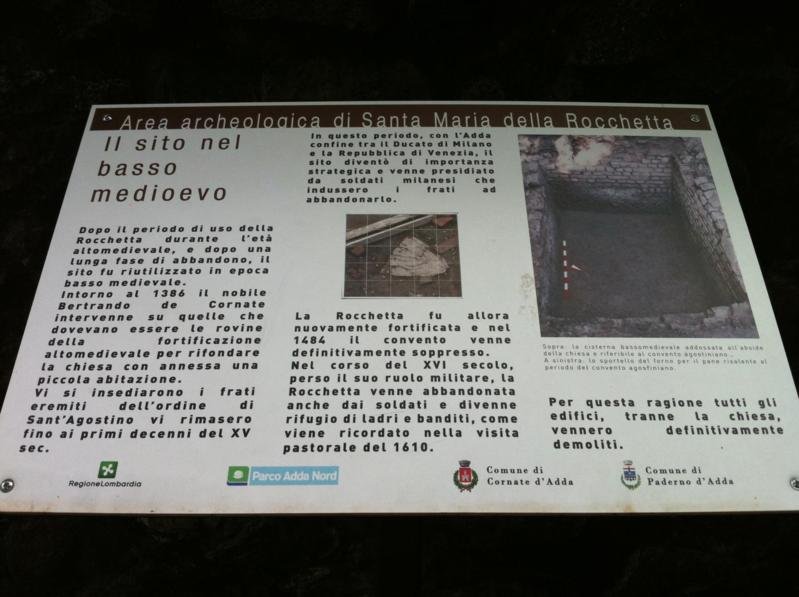 Area archeologica di Santa Maria della Rocchetta
Il sito nel
basso
medioevo
Dopo il periodo di uso della
Rocchetta durante l'età
altomedievale, e dopo una
lunga fase di abbandono, il
sito fu riutilizzato in epoca
basso medievale.
Intorno al 1386 il nobile
Bertrando de Cornate
intervenne su quelle che
dovevano essere le rovine
della fortificazione
altomedievale per rifondare
la chiesa con annessa una
piccola abitazione.
Vi si insediarono i frati
eremiti dell'ordine di
Sant'Agostino vi rimasero
fino ai primi decenni del XV
sec.
In questo periodo, con l'Adda
confine tra il Ducato di Milano
e la Repubblica di Venezia, il
sito diventò di importanza
strategica e venne presidiato
da soldati milanesi che
indussero i frati ad
abbandonarlo.
La Rocchetta fu allora
nuovamente fortificata e nel
1484 il convento venne
definitivamente soppresso.
Nel corso del XVI secolo,
perso il suo ruolo militare, la
Rocchetta venne abbandonata
anche dai soldati e divenne
rifugio di ladri e banditi, come
viene ricordato nella visita
pastorale del 1610.
Sopra: la cisterna bassomedievale addossata all'abside
della chiesa e riferibile al convento agostiniano.
A sinistra: lo sportello del forno per il pane risalente al
periodo del convento agostiniano.
Per questa ragione tutti gli
edifici, tranne la chiesa,
vennero definitivamente
demoliti.
RegioneLombardia
Parco Adda Nord
Comune di
Cornate d'Adda
Comune di
Paderno d'Adda